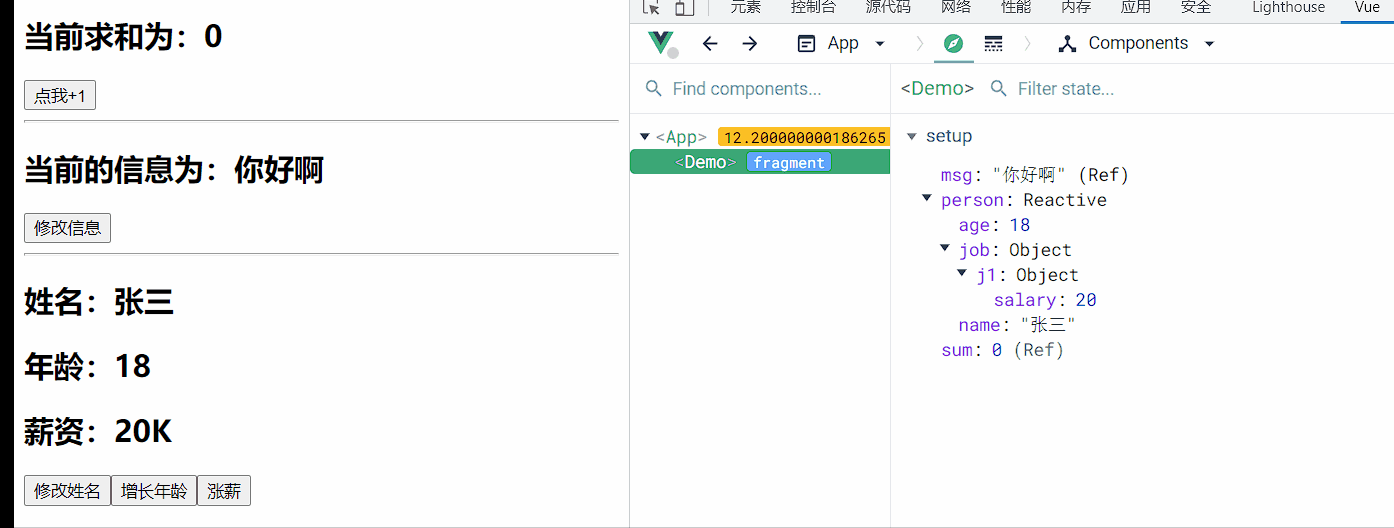 当前求和为：0
点我+1
当前的信息为：你好啊
修改信息
姓名：张三
年龄：18
薪资：20K
修改姓名 增长年龄 涨薪
元素 控制台 源代码 网络 性能 内存 应用 安全 Lighthouse Vue
App Components
Find components...
<Demo> Filter state...
<App> 12.200000000186265
<Demo> fragment
setup
msg: "你好啊" (Ref)
person: Reactive
age: 18
job: Object
j1: Object
salary: 20
name: "张三"
sum: 0 (Ref)